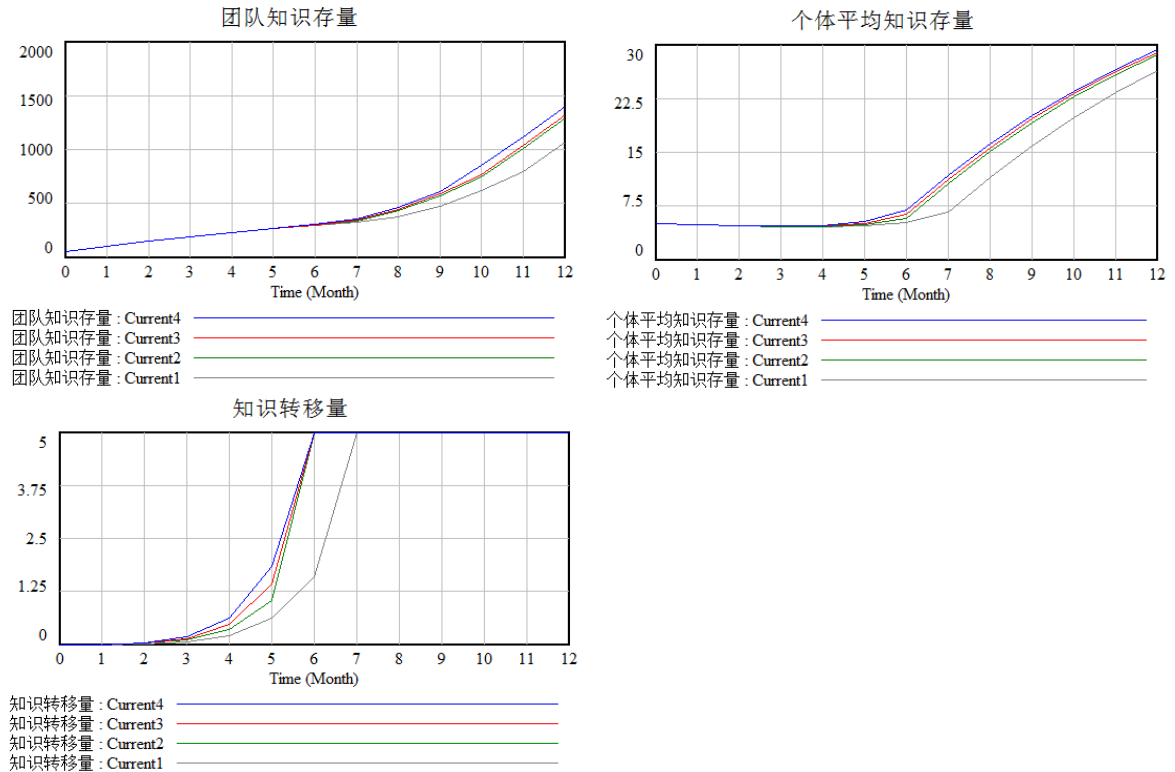 团队知识存量
2000
1500
1000
500
0
0 1 2 3 4 5 6 7 8 9 10 11 12
Time (Month)
团队知识存量 : Current4
团队知识存量 : Current3
团队知识存量 : Current2
团队知识存量 : Current1
个体平均知识存量
30
22.5
15
7.5
0
0 1 2 3 4 5 6 7 8 9 10 11 12
Time (Month)
个体平均知识存量 : Current4
个体平均知识存量 : Current3
个体平均知识存量 : Current2
个体平均知识存量 : Current1
知识转移量
5
3.75
2.5
1.25
0
0 1 2 3 4 5 6 7 8 9 10 11 12
Time (Month)
知识转移量 : Current4
知识转移量 : Current3
知识转移量 : Current2
知识转移量 : Current1